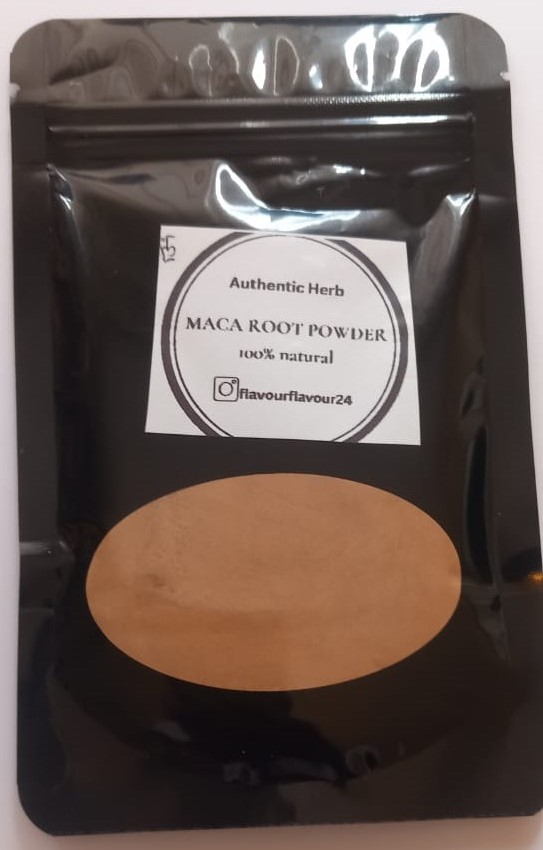 Authentic Herb
MACA ROOT POWDER
100% natural
flavourflavour24